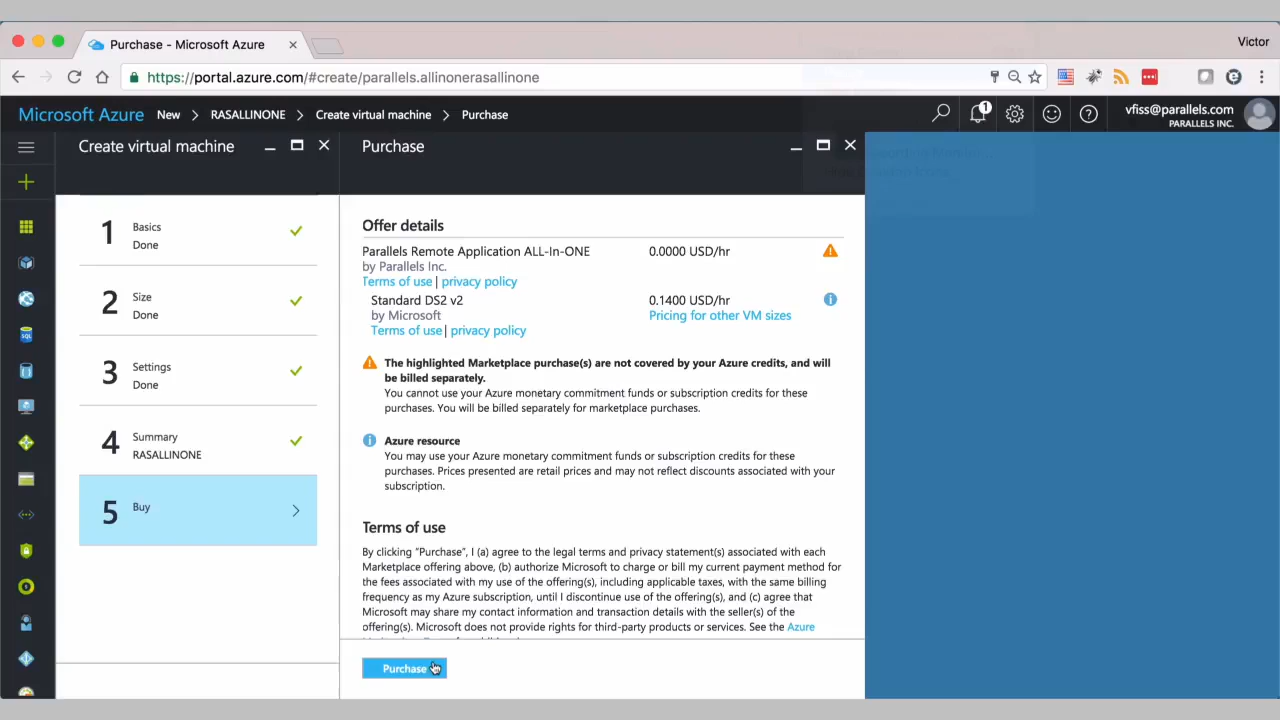 Purchase - Microsoft Azure
Victor
https://portal.azure.com/#create/parallels.allinonerasallinone
Microsoft Azure New RASALLINONE Create virtual machine Purchase
1
vfiss@parallels.com
PARALLELS INC.
Create virtual machine
Purchase
1 Basics
Done
2 Size
Done
3 Settings
Done
4 Summary
RASALLINONE
5 Buy
Offer details
Parallels Remote Application ALL-In-ONE 0.0000 USD/hr
by Parallels Inc.
Terms of use | privacy policy
Standard DS2 v2 0.1400 USD/hr
by Microsoft Pricing for other VM sizes
Terms of use | privacy policy
The highlighted Marketplace purchase(s) are not covered by your Azure credits, and will
be billed separately.
You cannot use your Azure monetary commitment funds or subscription credits for these
purchases. You will be billed separately for marketplace purchases.
Azure resource
You may use your Azure monetary commitment funds or subscription credits for these
purchases. Prices presented are retail prices and may not reflect discounts associated with your
subscription.
Terms of use
By clicking "Purchase", I (a) agree to the legal terms and privacy statement(s) associated with each
Marketplace offering above, (b) authorize Microsoft to charge or bill my current payment method for
the fees associated with my use of the offering(s), including applicable taxes, with the same billing
frequency as my Azure subscription, until I discontinue use of the offering(s), and (c) agree that
Microsoft may share my contact information and transaction details with the seller(s) of the
offering(s). Microsoft does not provide rights for third-party products or services. See the Azure
Purchase